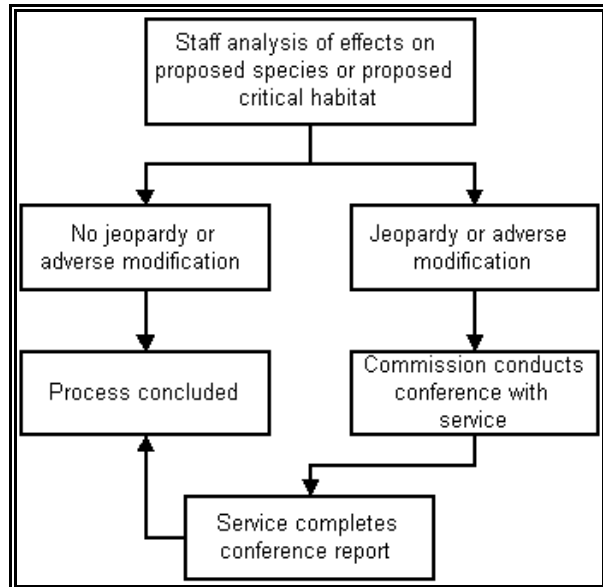 Staff analysis of effects on
proposed species or proposed
critical habitat
No jeopardy or
adverse modification
Jeopardy or adverse
modification
Process concluded
Commission conducts
conference with
service
Service completes
conference report